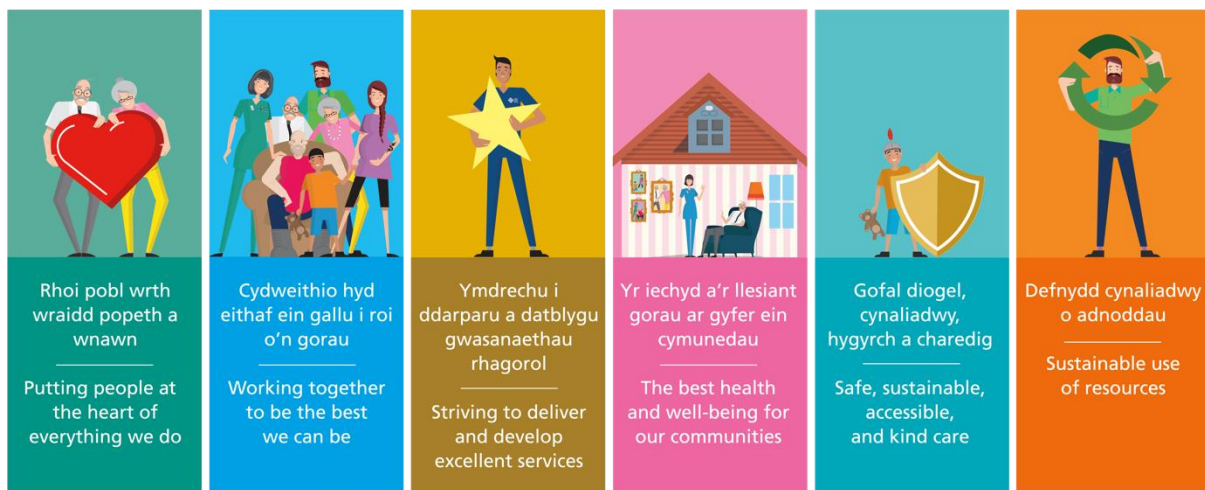 Rhoi pobl wrth
wraidd popeth a
wnawn
Putting people at
the heart of
everything we do
Cydweithio hyd
eithaf ein gallu i roi
o'n gorau
Working together
to be the best
we can be
Ymdrechu i
ddarparu a datblygu
gwasanaethau
rhagorol
Striving to deliver
and develop
excellent services
Yr iechyd a'r llesiant
gorau ar gyfer ein
cymunedau
The best health
and well-being for
our communities
Gofal diogel,
cynaliadwy,
hygyrch a charedig
Safe, sustainable,
accessible,
and kind care
Defnydd cynaliadwy
o adnoddau
Sustainable use
of resources